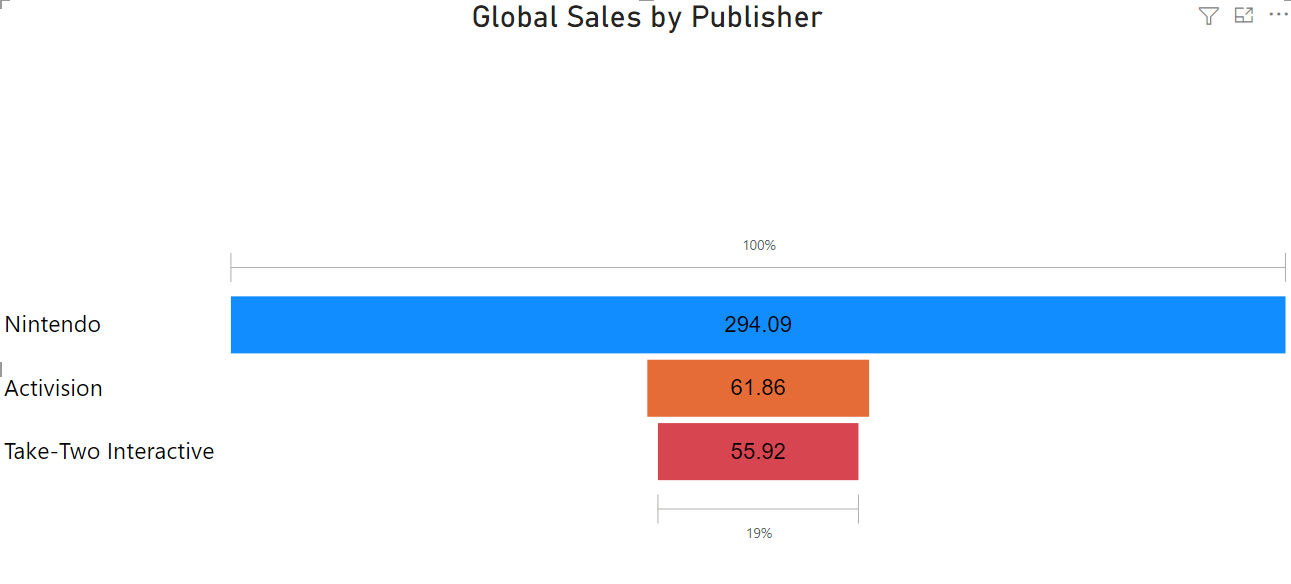 Global Sales by Publisher
100%
Nintendo 294.09
Activision 61.86
Take-Two Interactive 55.92
19%